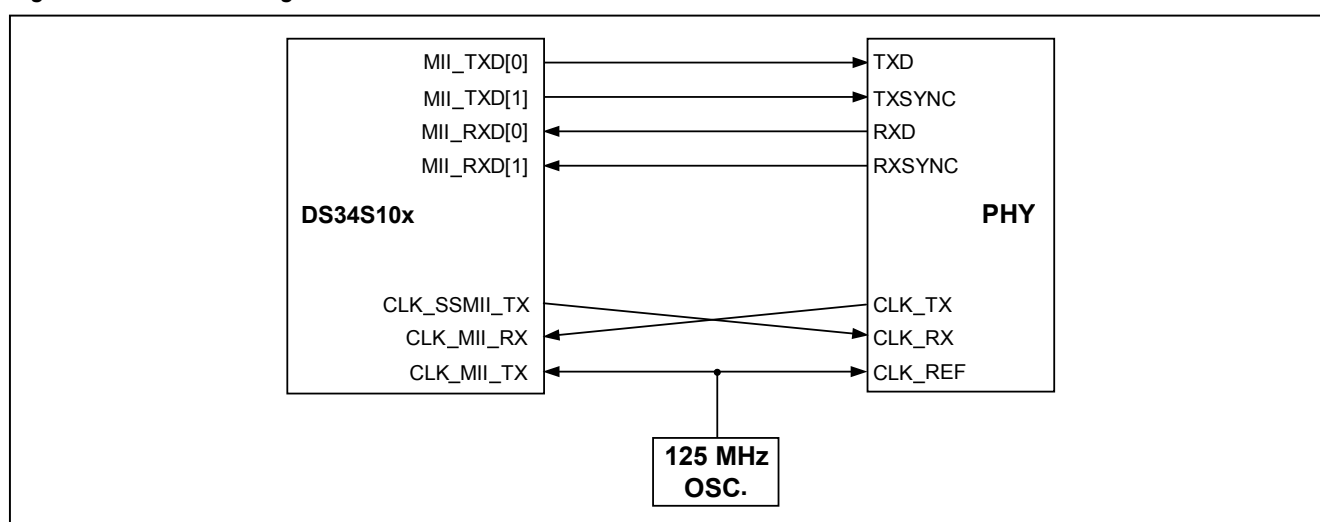 MII_TXD[0]
MII_TXD[1]
MII_RXD[0]
MII_RXD[1]
DS34S10x
CLK_SSMII_TX
CLK_MII_RX
CLK_MII_TX
TXD
TXSYNC
RXD
RXSYNC
PHY
CLK_TX
CLK_RX
CLK_REF
125 MHz
OSC.